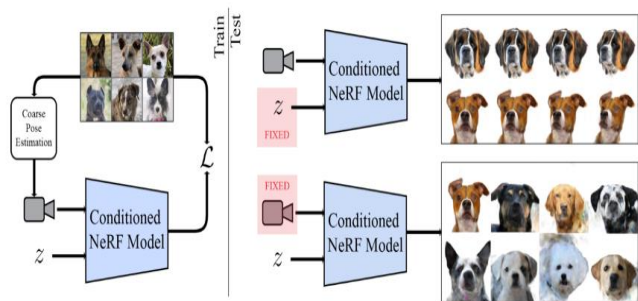 Train
Test
Coarse
Pose
Estimation
Conditioned
NeRF Model
z
ℒ
Conditioned
NeRF Model
z
FIXED
FIXED
Conditioned
NeRF Model
z